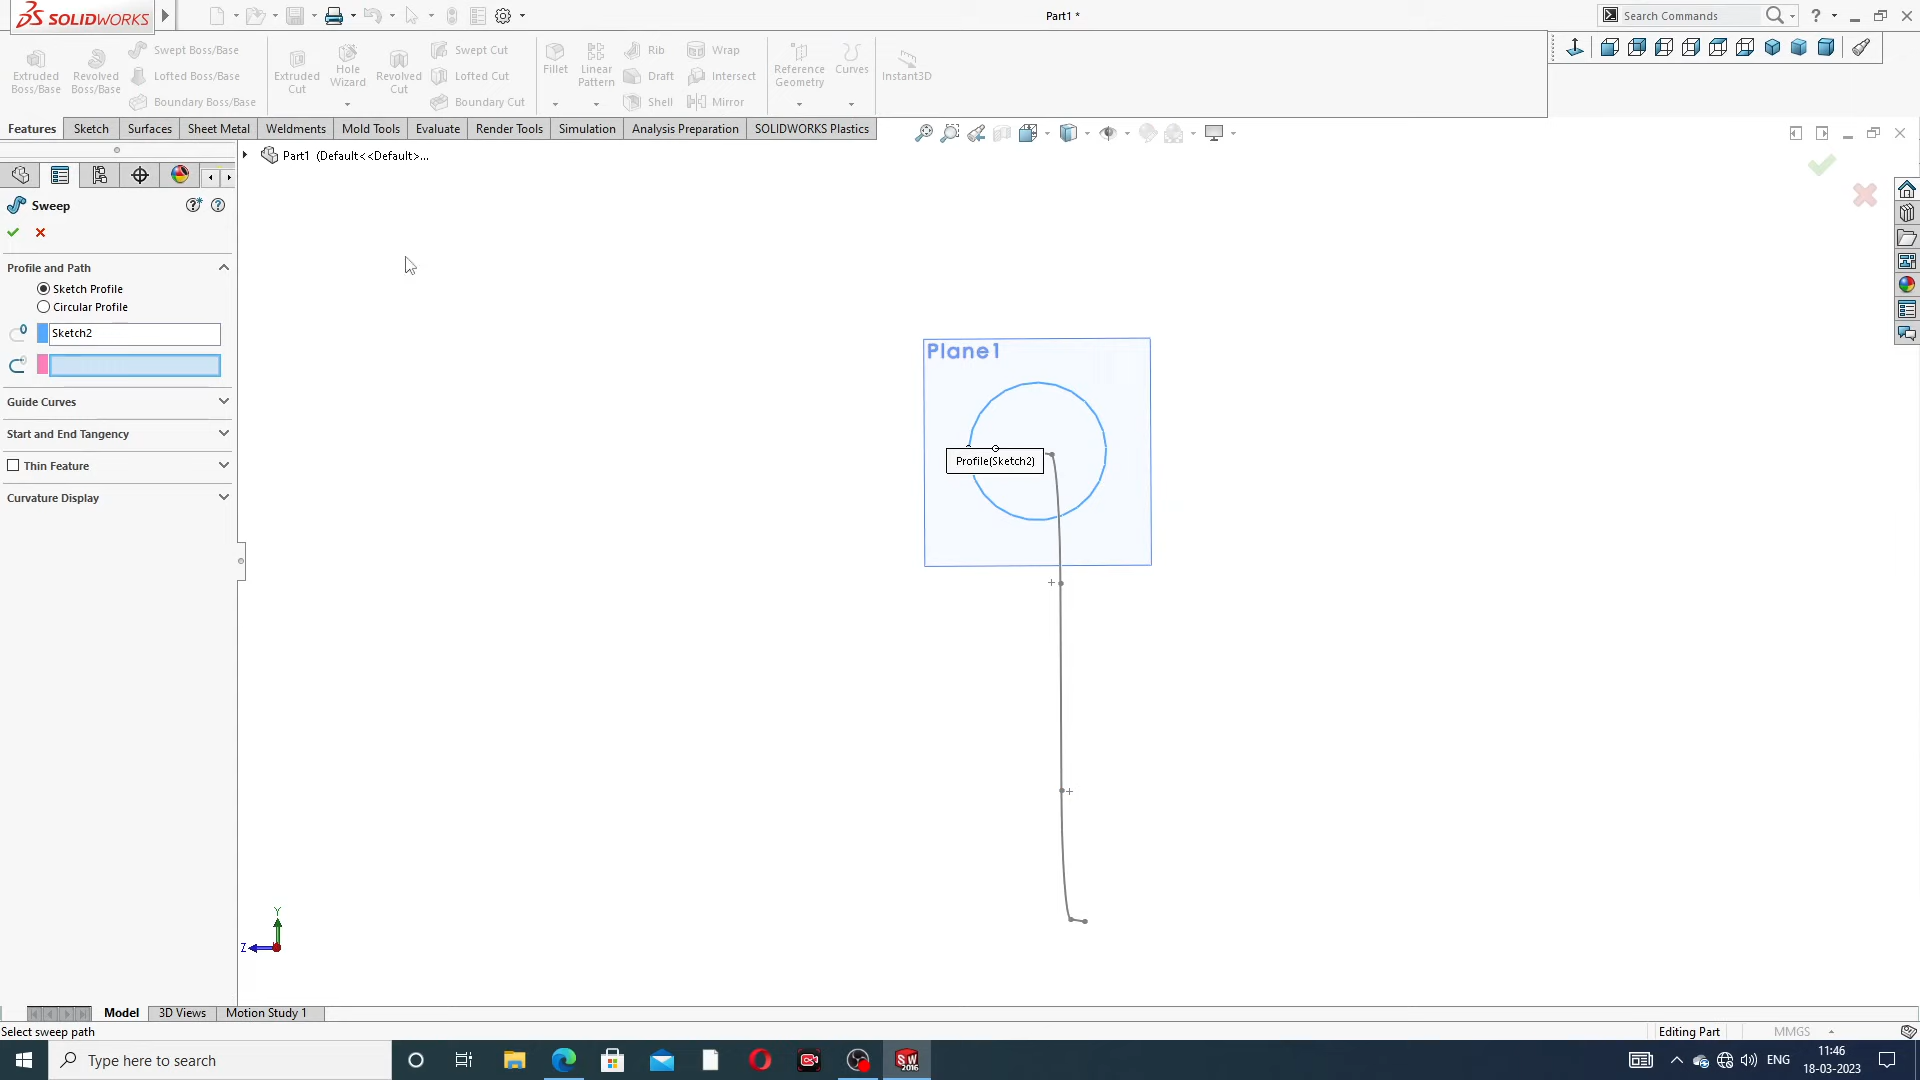 SOLIDWORKS
Part1 *
Search Commands
Extruded Boss/Base
Revolved Boss/Base
Swept Boss/Base
Lofted Boss/Base
Boundary Boss/Base
Extruded Cut
Hole Wizard
Revolved Cut
Swept Cut
Lofted Cut
Boundary Cut
Fillet
Linear Pattern
Rib
Draft
Shell
Wrap
Intersect
Mirror
Reference Geometry
Curves
Instant3D
Features
Sketch
Surfaces
Sheet Metal
Weldments
Mold Tools
Evaluate
Render Tools
Simulation
Analysis Preparation
SOLIDWORKS Plastics
Part1 (Default<<Default>...
Sweep
Profile and Path
Sketch Profile
Circular Profile
Sketch2
Guide Curves
Start and End Tangency
Thin Feature
Curvature Display
Plane1
Profile(Sketch2)
Y
Z
Model
3D Views
Motion Study 1
Select sweep path
Editing Part
MMGS
Type here to search
SW
2016
ENG
11:46
18-03-2023